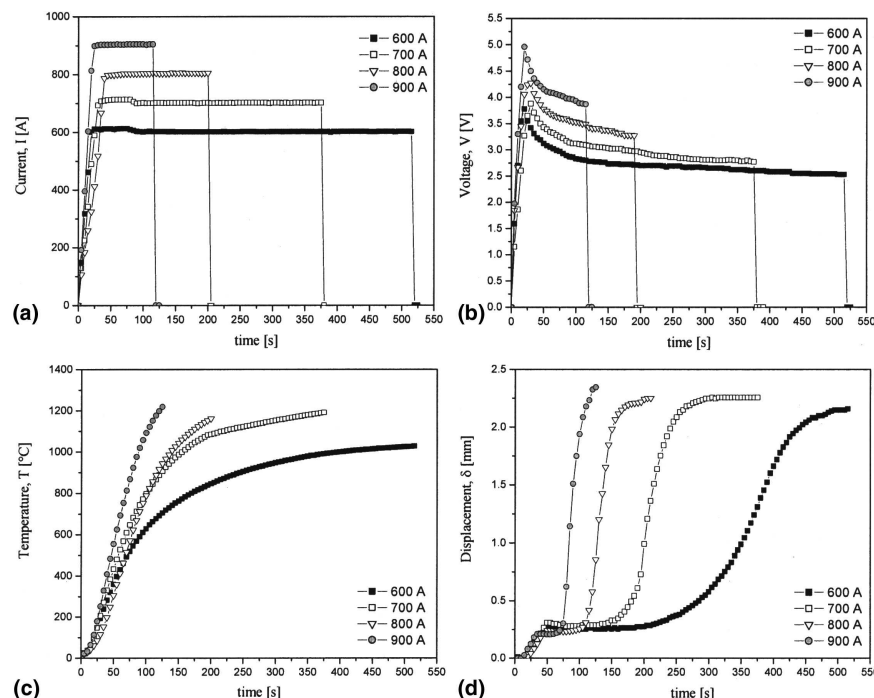 (a)
Current, I [A]
1000
800
600
400
200
0
0 50 100 150 200 250 300 350 400 450 500 550
time [s]
600 A
700 A
800 A
900 A
(b)
Voltage, V [V]
5.5
5.0
4.5
4.0
3.5
3.0
2.5
2.0
1.5
1.0
0.5
0.0
0 50 100 150 200 250 300 350 400 450 500 550
time [s]
600 A
700 A
800 A
900 A
(c)
Temperature, T [°C]
1400
1200
1000
800
600
400
200
0
0 50 100 150 200 250 300 350 400 450 500 550
time [s]
600 A
700 A
800 A
900 A
(d)
Displacement, δ [mm]
2.5
2.0
1.5
1.0
0.5
0.0
0 50 100 150 200 250 300 350 400 450 500 550
time [s]
600 A
700 A
800 A
900 A